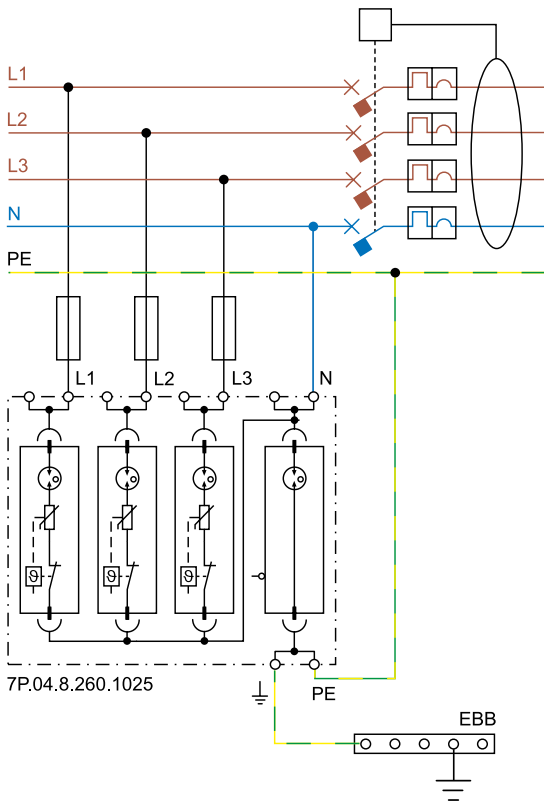 L1
L2
L3
N
PE
L1 L2 L3 N
ϑ ϑ ϑ
7P.04.8.260.1025
PE
EBB